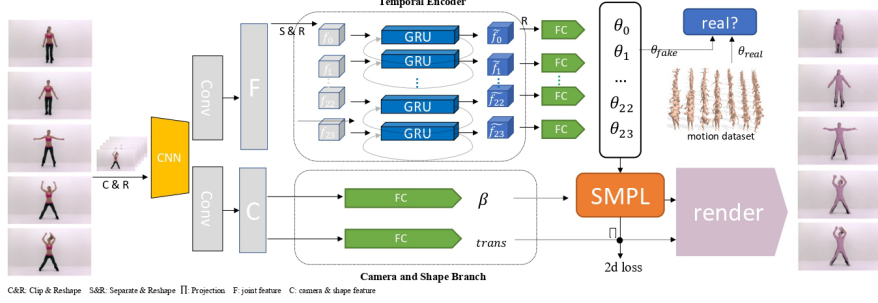 Temporal Encoder
S & R
f0
GRU
f̃0
R
FC
f1
GRU
f̃1
FC
f22
GRU
f̃22
FC
f23
GRU
f̃23
FC
θ0
θ1
...
θ22
θ23
real?
θfake
θreal
motion dataset
Conv
F
CNN
C & R
Conv
C
FC
β
FC
trans
Camera and Shape Branch
SMPL
∏
2d loss
render
C&R: Clip & Reshape S&R: Separate & Reshape ∏: Projection F: joint feature C: camera & shape feature